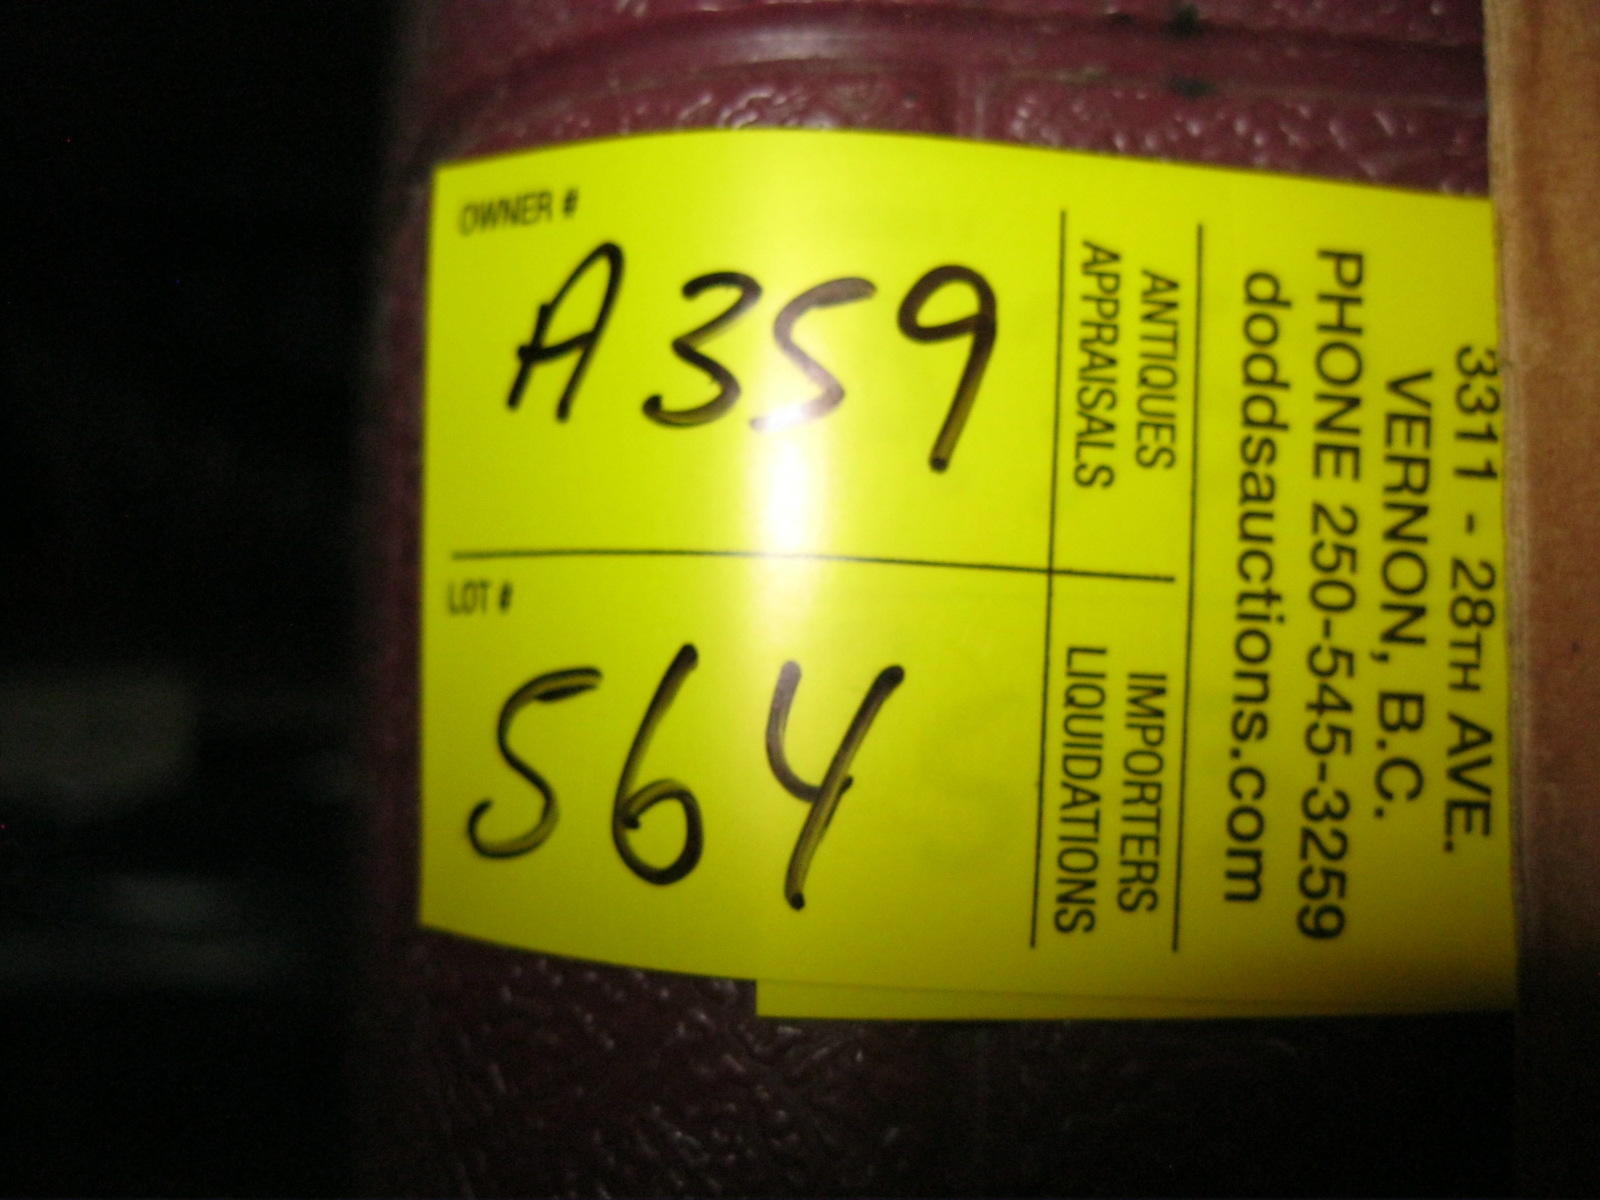 3311 - 28TH AVE.
VERNON, B.C.
PHONE 250-545-3259
doddsauctions.com
ANTIQUES
APPRAISALS
IMPORTERS
LIQUIDATIONS
OWNER #
A359
LOT #
564